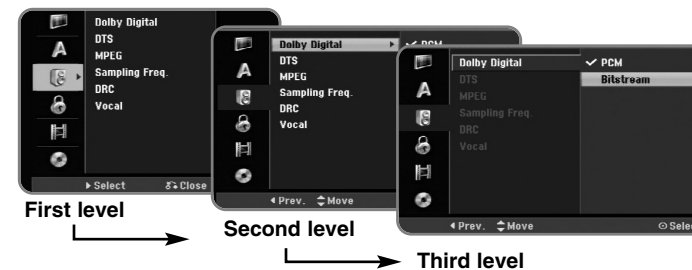 Dolby Digital
DTS
MPEG
Sampling Freq.
DRC
Vocal
A
Select Close
First level
Dolby Digital
DTS
MPEG
Sampling Freq.
DRC
Vocal
A
Prev. Move
Second level
Dolby Digital PCM
DTS Bitstream
MPEG
Sampling Freq.
DRC
Vocal
A
Prev. Move
Third level